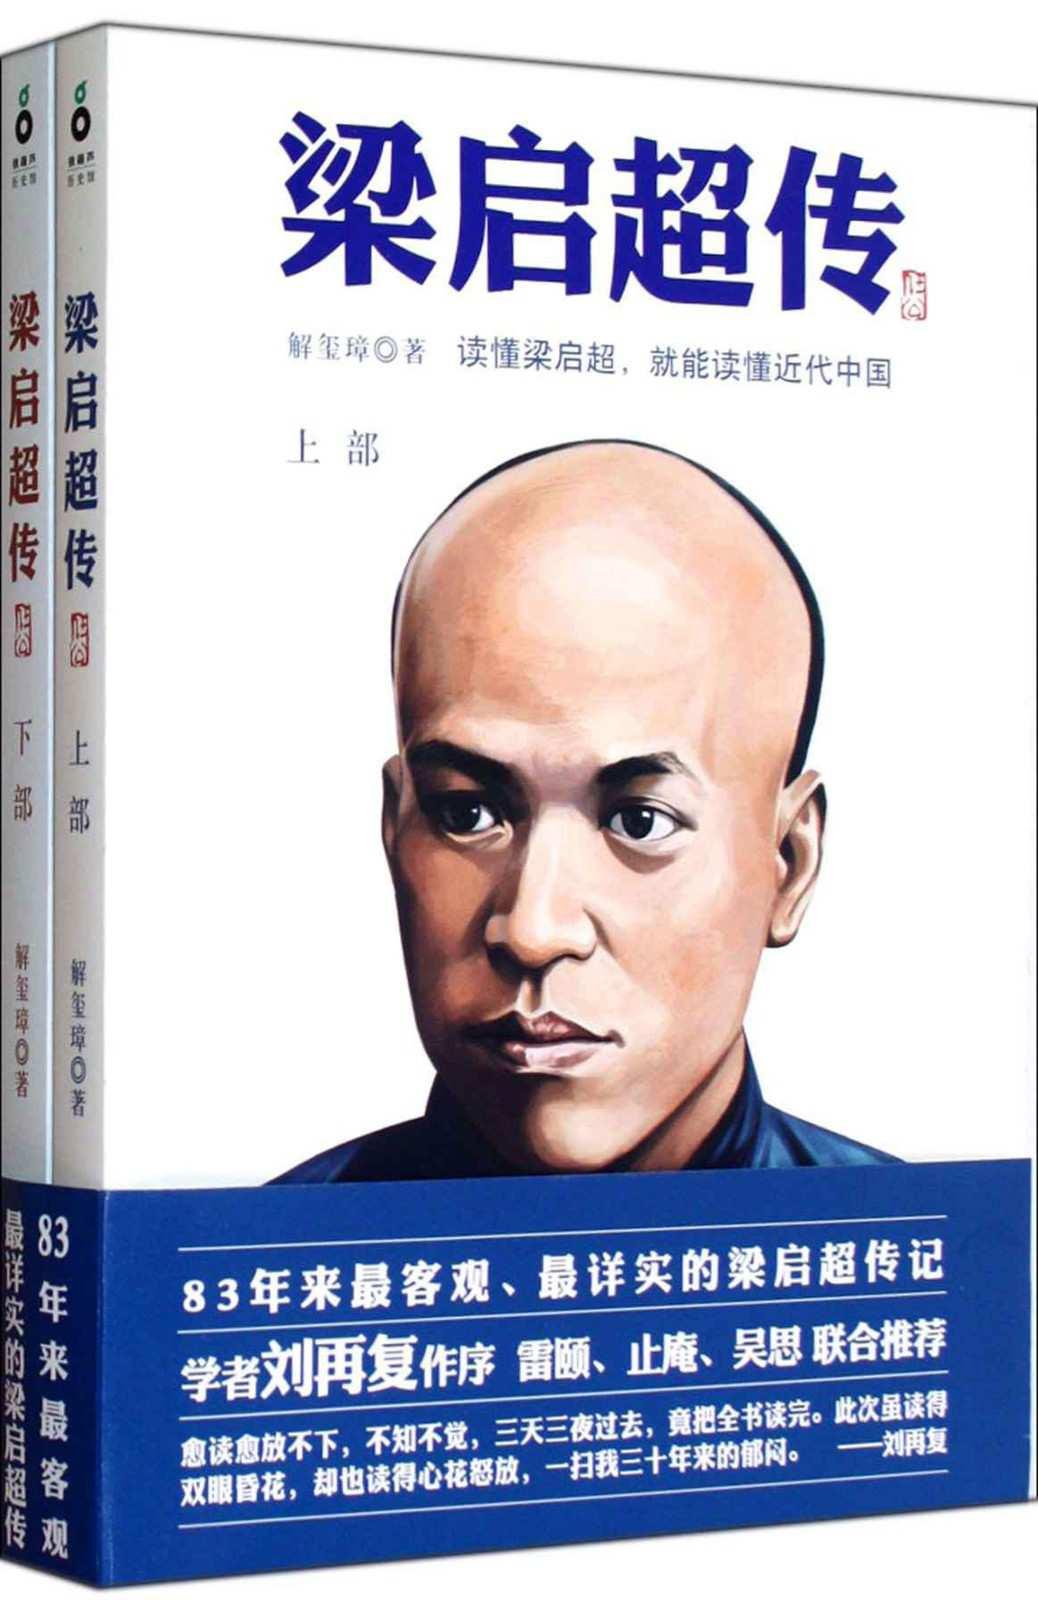 梁启超传
解玺璋◎著 读懂梁启超，就能读懂近代中国
上部
83年来最客观、最详实的梁启超传记
学者刘再复作序 雷颐、止庵、吴思 联合推荐
愈读愈放不下，不知不觉，三天三夜过去，竟把全书读完。此次虽读得
双眼昏花，却也读得心花怒放，一扫我三十年来的郁闷。 ——刘再复
历史馆
梁启超传
上部
解玺璋◎著
83年来最客观
历史馆
梁启超传
下部
解玺璋◎著
最详实的梁启超传